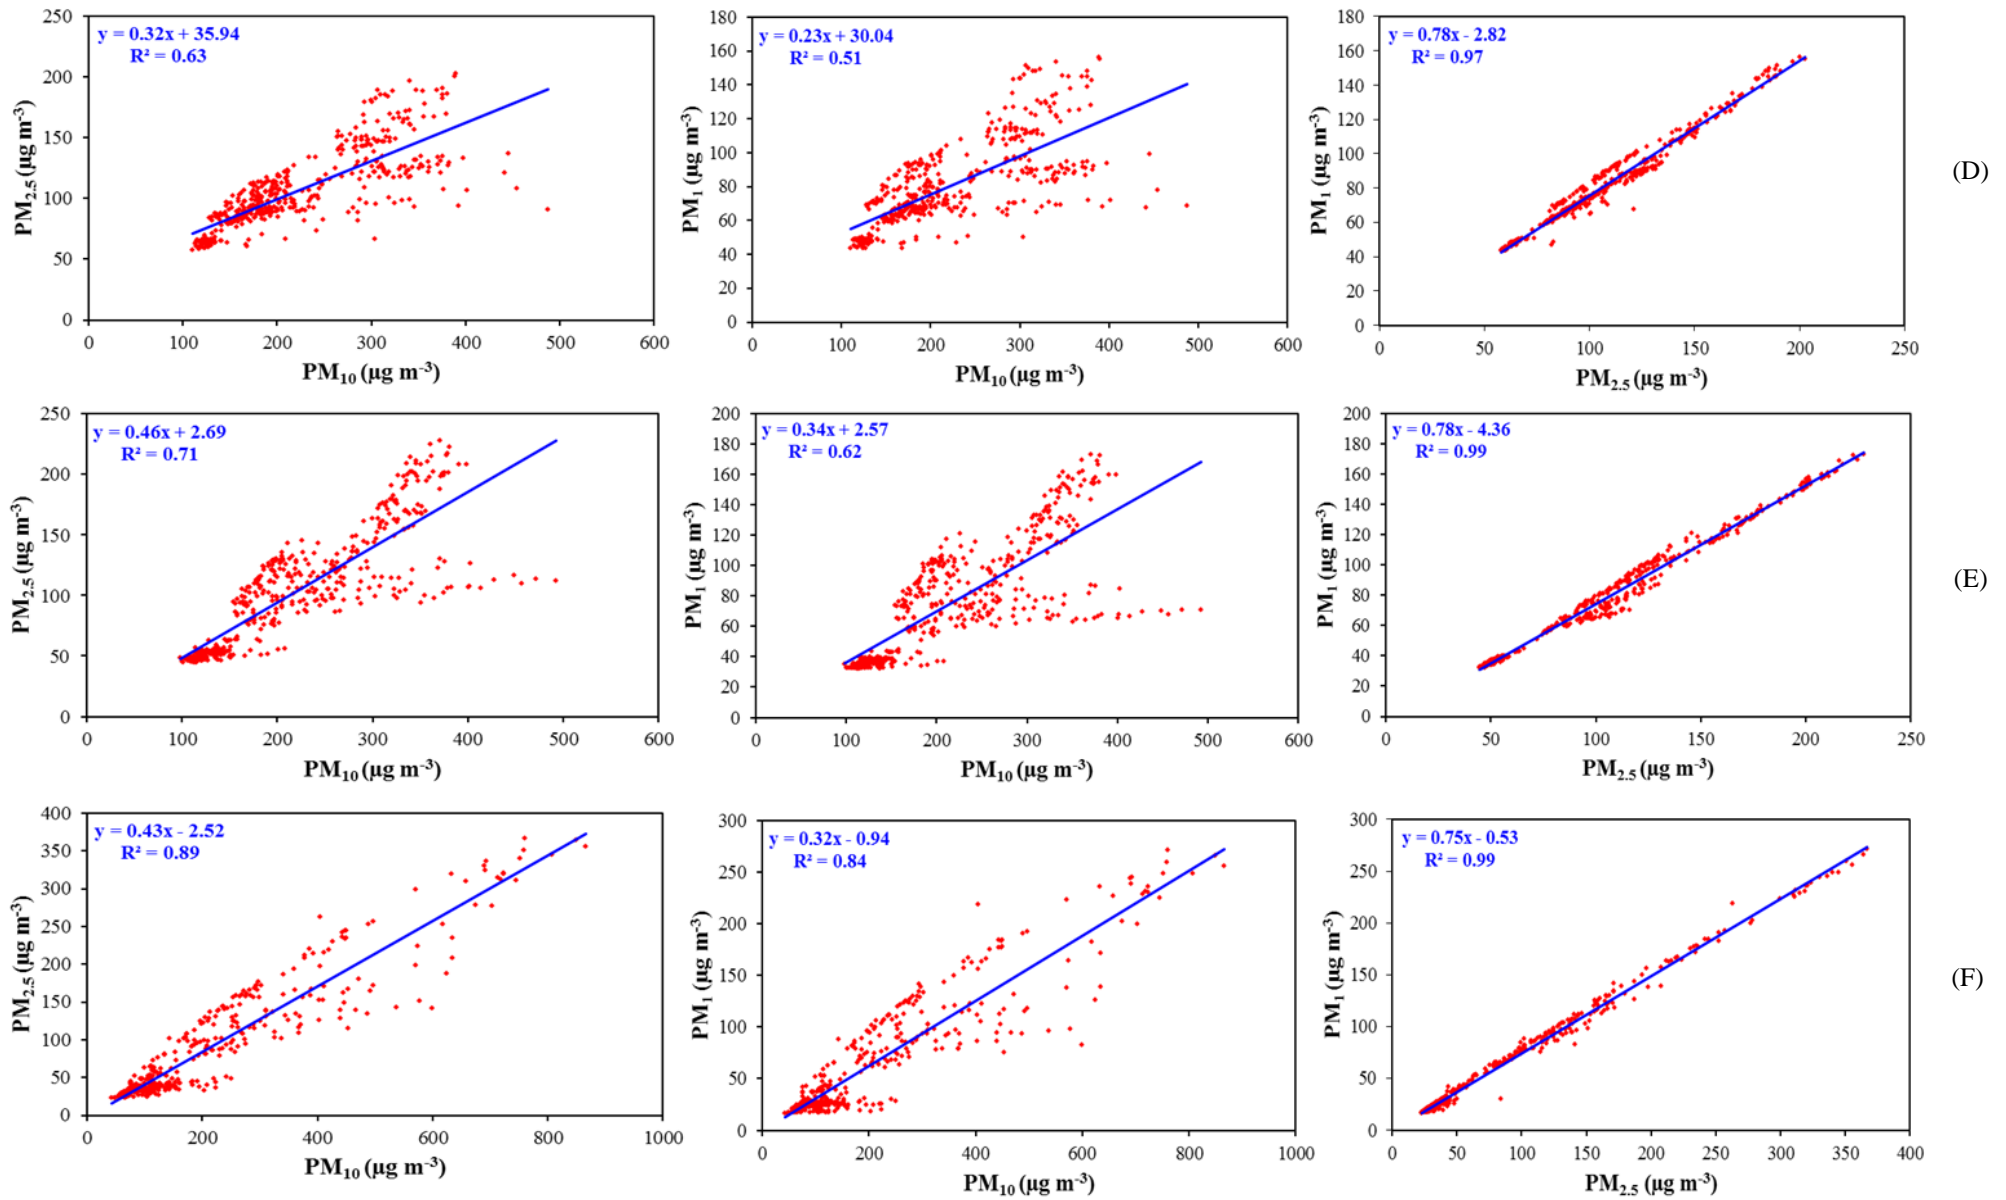 y = 0.32x + 35.94
R² = 0.63
250
200
150
100
50
0
0 100 200 300 400 500 600
PM2.5 (µg m-3)
PM10 (µg m-3)
y = 0.23x + 30.04
R² = 0.51
180
160
140
120
100
80
60
40
20
0
0 100 200 300 400 500 600
PM1 (µg m-3)
PM10 (µg m-3)
y = 0.78x - 2.82
R² = 0.97
180
160
140
120
100
80
60
40
20
0
0 50 100 150 200 250
PM1 (µg m-3)
PM2.5 (µg m-3)
(D)
y = 0.46x + 2.69
R² = 0.71
250
200
150
100
50
0
0 100 200 300 400 500 600
PM2.5 (µg m-3)
PM10 (µg m-3)
y = 0.34x + 2.57
R² = 0.62
200
180
160
140
120
100
80
60
40
20
0
0 100 200 300 400 500 600
PM1 (µg m-3)
PM10 (µg m-3)
y = 0.78x - 4.36
R² = 0.99
200
180
160
140
120
100
80
60
40
20
0
0 50 100 150 200 250
PM1 (µg m-3)
PM2.5 (µg m-3)
(E)
y = 0.43x - 2.52
R² = 0.89
400
350
300
250
200
150
100
50
0
0 200 400 600 800 1000
PM2.5 (µg m-3)
PM10 (µg m-3)
y = 0.32x - 0.94
R² = 0.84
300
250
200
150
100
50
0
0 200 400 600 800 1000
PM1 (µg m-3)
PM10 (µg m-3)
y = 0.75x - 0.53
R² = 0.99
300
250
200
150
100
50
0
0 50 100 150 200 250 300 350 400
PM1 (µg m-3)
PM2.5 (µg m-3)
(F)